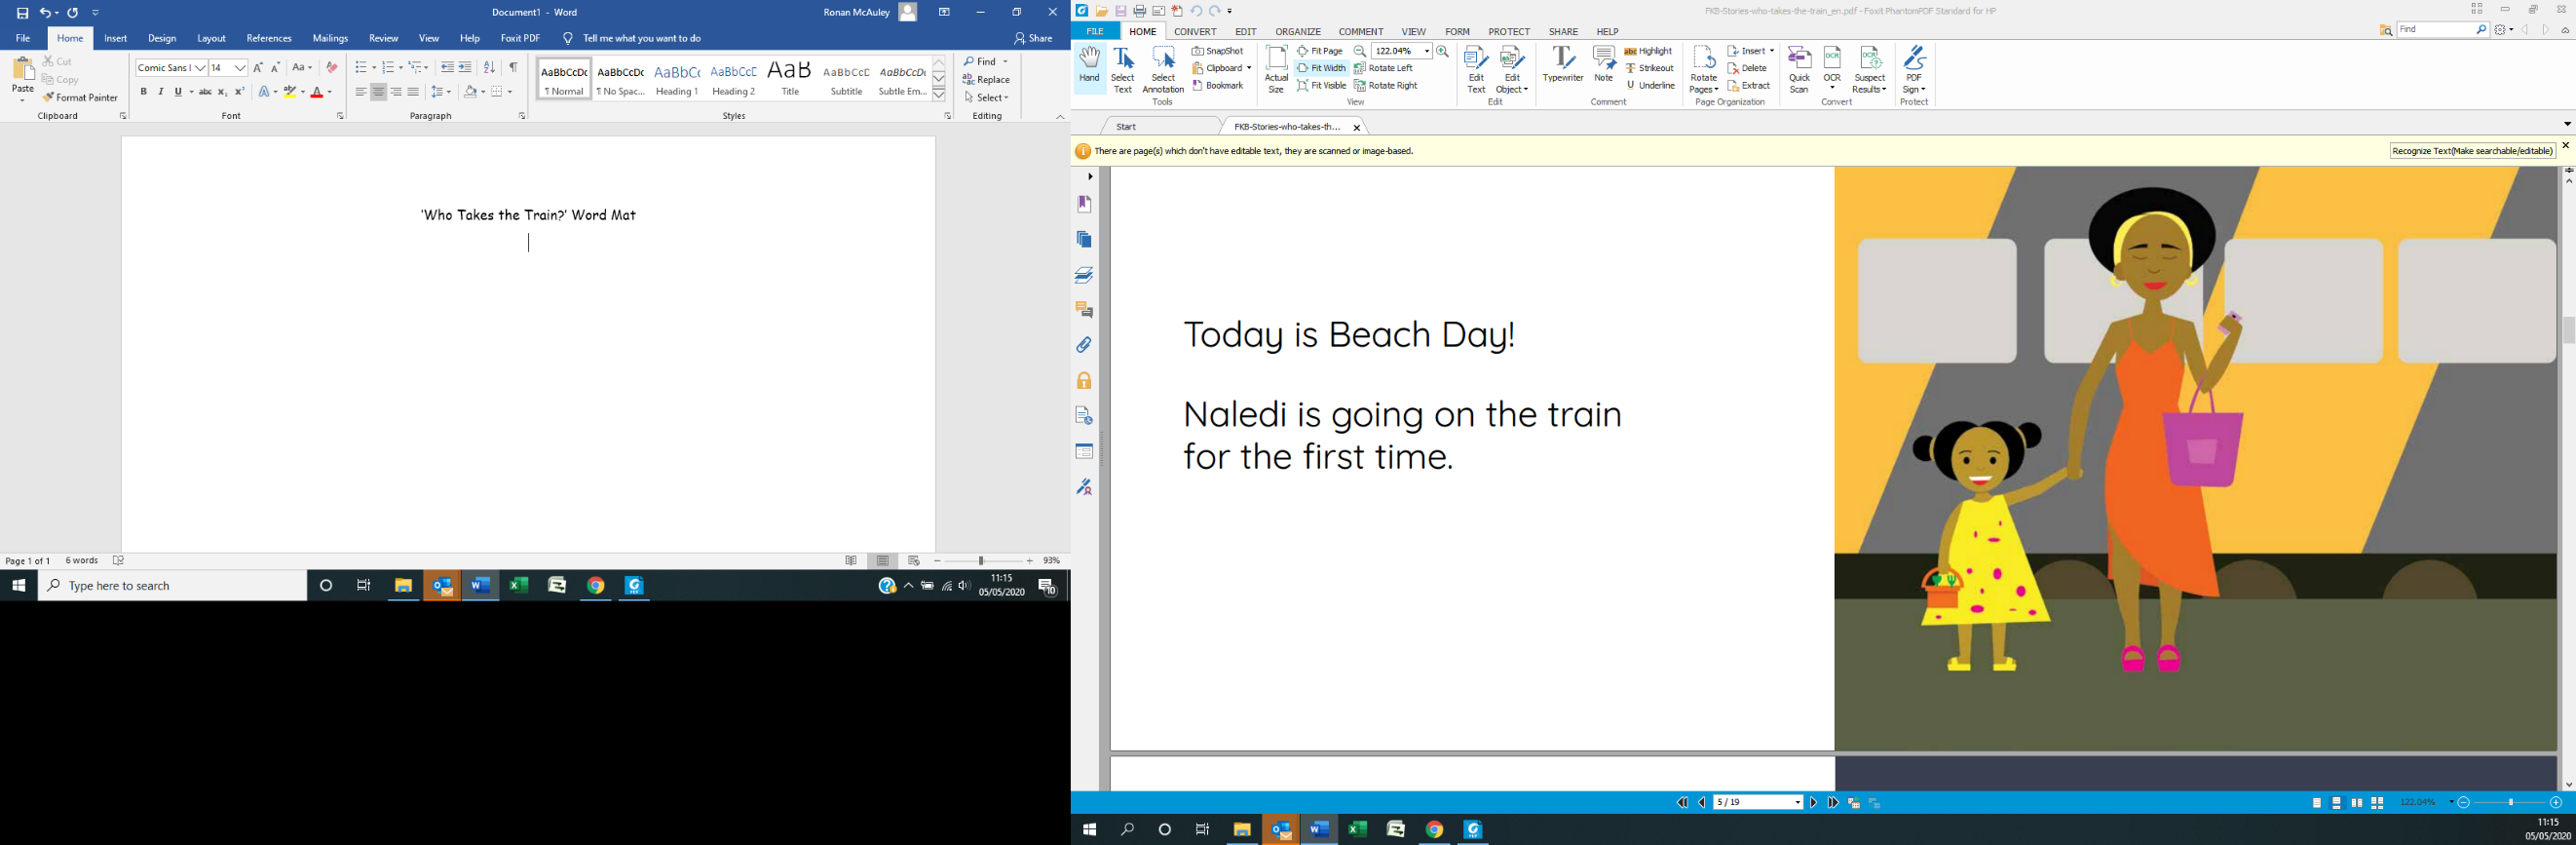 Document1 - Word
Ronan McAuley
File Home Insert Design Layout References Mailings Review View Help Foxit PDF Tell me what you want to do Share
Paste Cut Copy Format Painter
Comic Sans 14
AaBbCcDc AaBbCcDc AaBbCc AaBbCcE AaB AaBbCcD AaBbCcDt
¶ Normal ¶ No Spac... Heading 1 Heading 2 Title Subtitle Subtle Em...
Find Replace Select
Clipboard Font Paragraph Styles Editing
'Who Takes the Train?' Word Mat
Page 1 of 1 6 words 93%
Type here to search
11:15
05/05/2020
10
FKB-Stories-who-takes-the-train_en.pdf - Foxit PhantomPDF Standard for HP
FILE HOME CONVERT EDIT ORGANIZE COMMENT VIEW FORM PROTECT SHARE HELP Find
Hand Select Text Select Annotation SnapShot Clipboard Bookmark
Actual Size Fit Page Fit Width Fit Visible 122.04% Rotate Left Rotate Right
Edit Text Edit Object Typewriter Note Highlight Strikeout Underline
Rotate Pages Insert Delete Extract Quick Scan OCR Suspect Results PDF Sign
Tools View Edit Comment Page Organization Convert Protect
Start FKB-Stories-who-takes-th...
There are page(s) which don't have editable text, they are scanned or image-based. Recognize Text(Make searchable/editable)
Today is Beach Day!
Naledi is going on the train
for the first time.
5 / 19 122.04%
11:15
05/05/2020